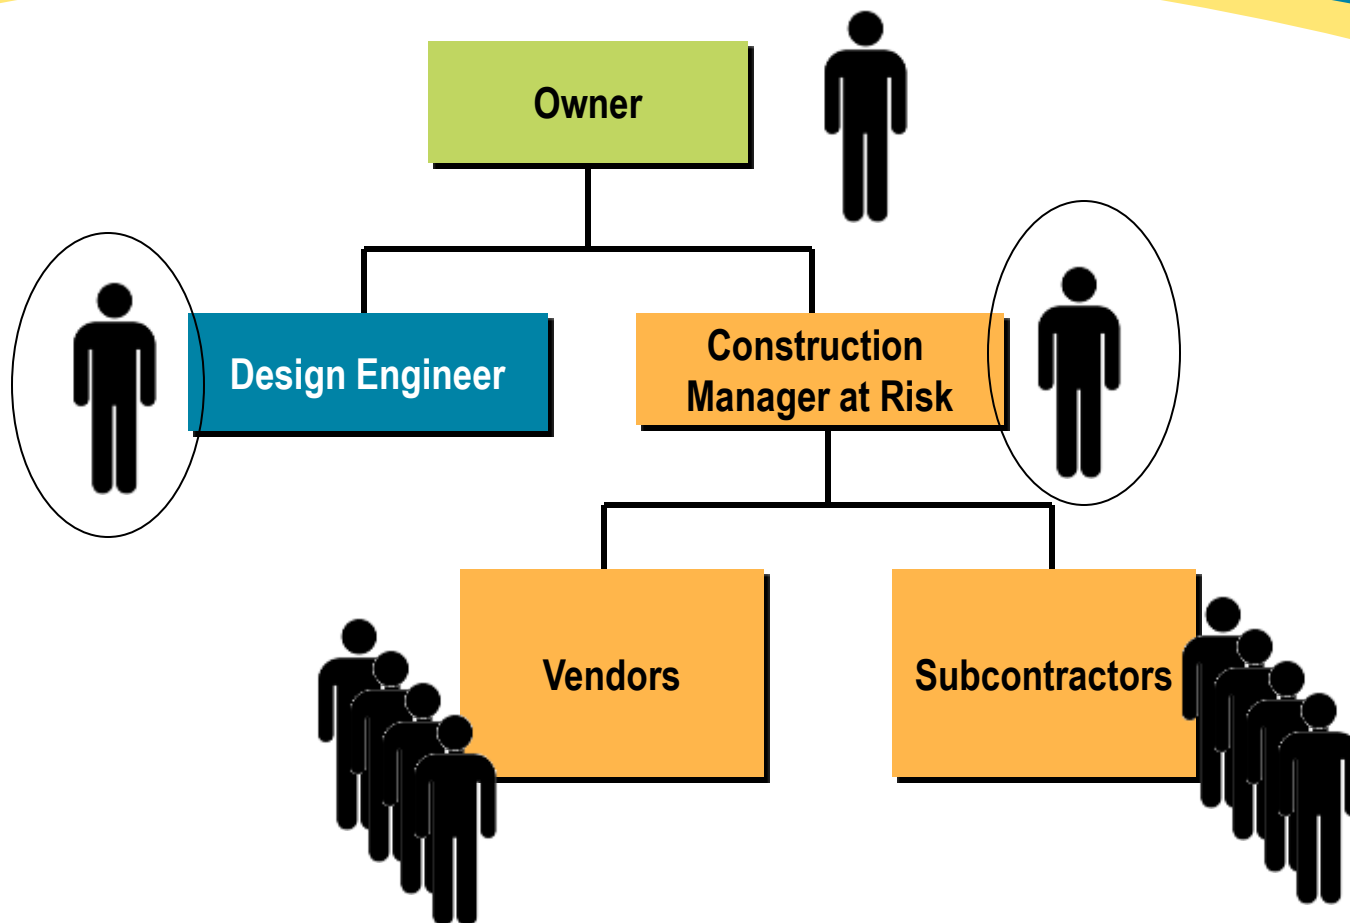 Owner
Design Engineer
Construction
Manager at Risk
Vendors
Subcontractors